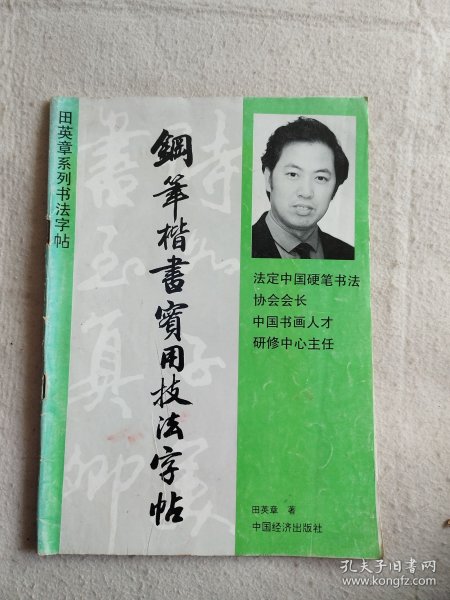 田英章系列书法字帖
鋼筆楷書實用技法字帖
法定中国硬笔书法
协会会长
中国书画人才
研修中心主任
田英章 著
中国经济出版社
孔夫子旧书网
www.kongfz.com